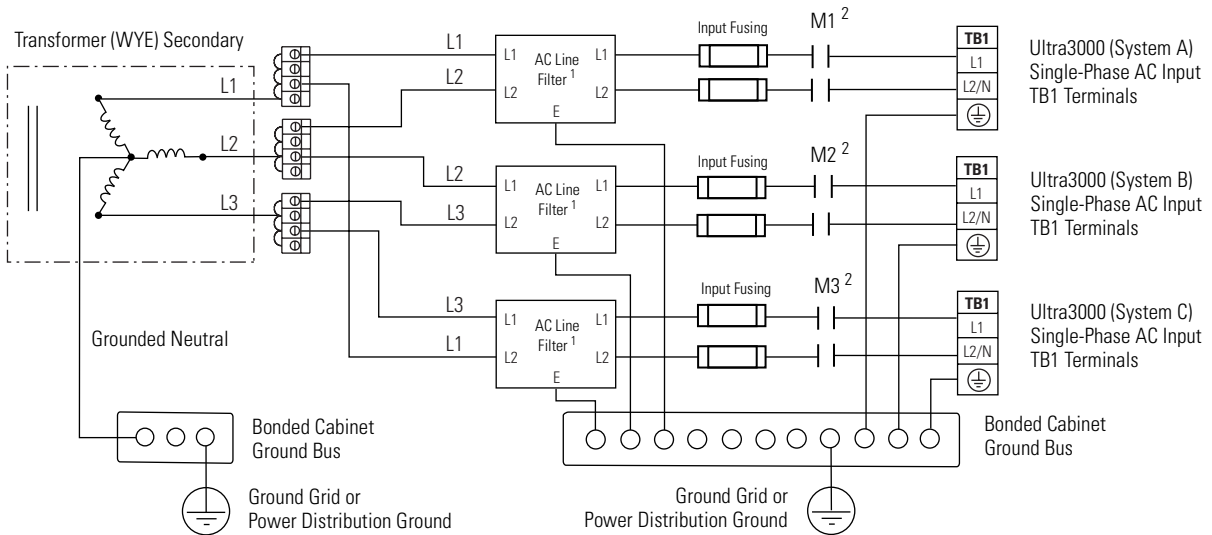 Transformer (WYE) Secondary
L1
L2
L3
Grounded Neutral
Bonded Cabinet
Ground Bus
Ground Grid or
Power Distribution Ground
L1
L2
L1
L2
AC Line
Filter 1
L1
L2
E
Input Fusing
M1 2
TB1
L1
L2/N
Ultra3000 (System A)
Single-Phase AC Input
TB1 Terminals
L2
L3
L1
L2
AC Line
Filter 1
L1
L2
E
Input Fusing
M2 2
TB1
L1
L2/N
Ultra3000 (System B)
Single-Phase AC Input
TB1 Terminals
L3
L1
L1
L2
AC Line
Filter 1
L1
L2
E
Input Fusing
M3 2
TB1
L1
L2/N
Ultra3000 (System C)
Single-Phase AC Input
TB1 Terminals
Bonded Cabinet
Ground Bus
Ground Grid or
Power Distribution Ground